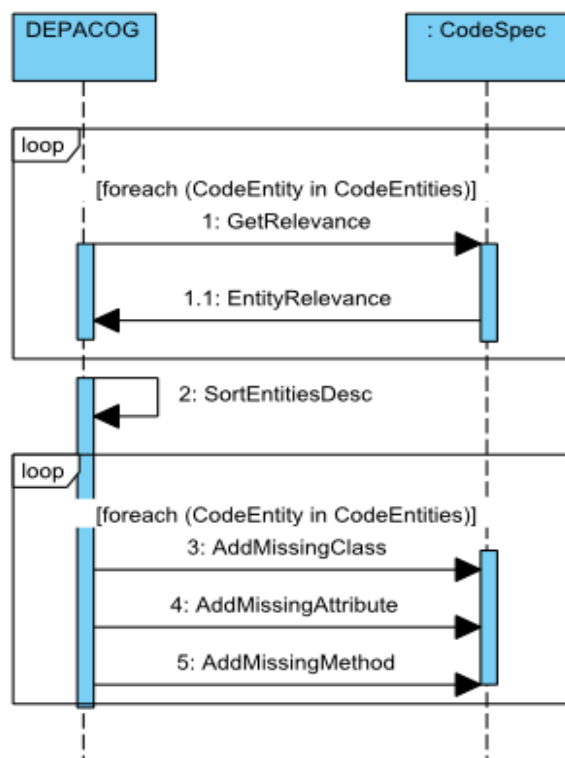 DEPACOG
: CodeSpec
loop
[foreach (CodeEntity in CodeEntities)]
1: GetRelevance
1.1: EntityRelevance
2: SortEntitiesDesc
loop
[foreach (CodeEntity in CodeEntities)]
3: AddMissingClass
4: AddMissingAttribute
5: AddMissingMethod